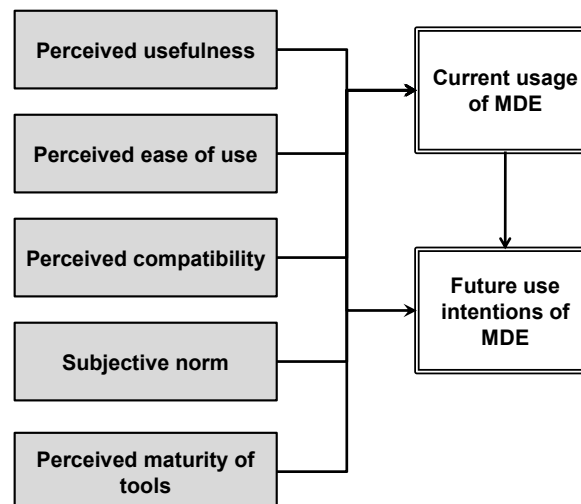 Perceived usefulness
Perceived ease of use
Perceived compatibility
Subjective norm
Perceived maturity of
tools
Current usage
of MDE
Future use
intentions of
MDE